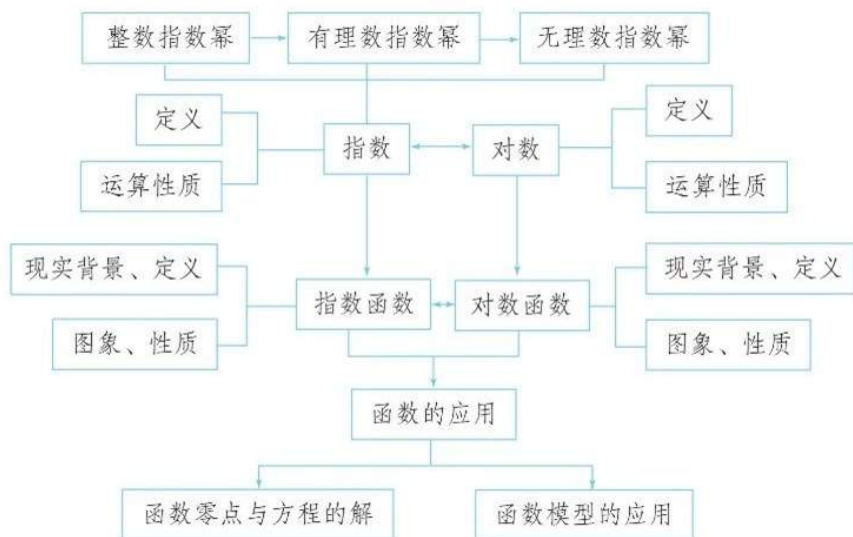 整数指数幂
有理数指数幂
无理数指数幂
定义
定义
指数
对数
运算性质
运算性质
现实背景、定义
现实背景、定义
指数函数
对数函数
图象、性质
图象、性质
函数的应用
函数零点与方程的解
函数模型的应用